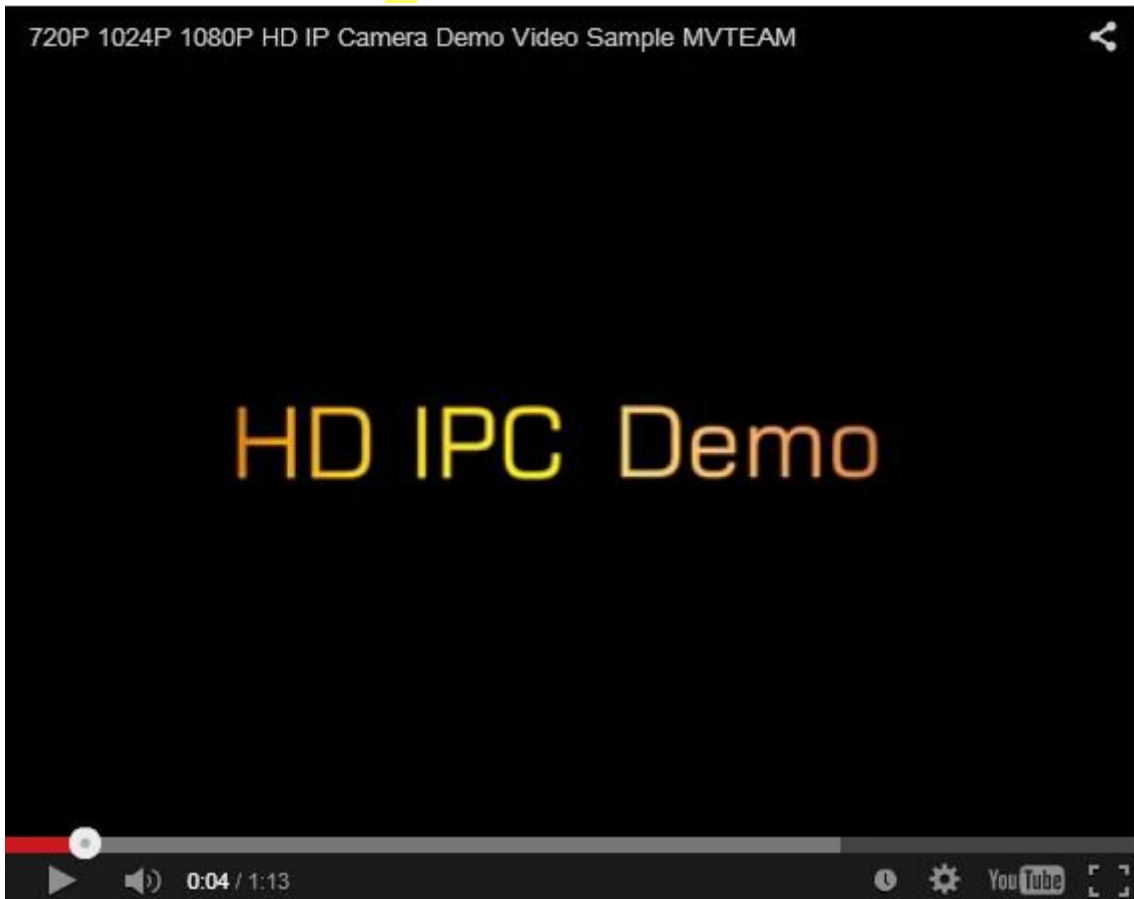 720P 1024P 1080P HD IP Camera Demo Video Sample MVTEAM
HD IPC Demo
0:04 / 1:13
YouTube